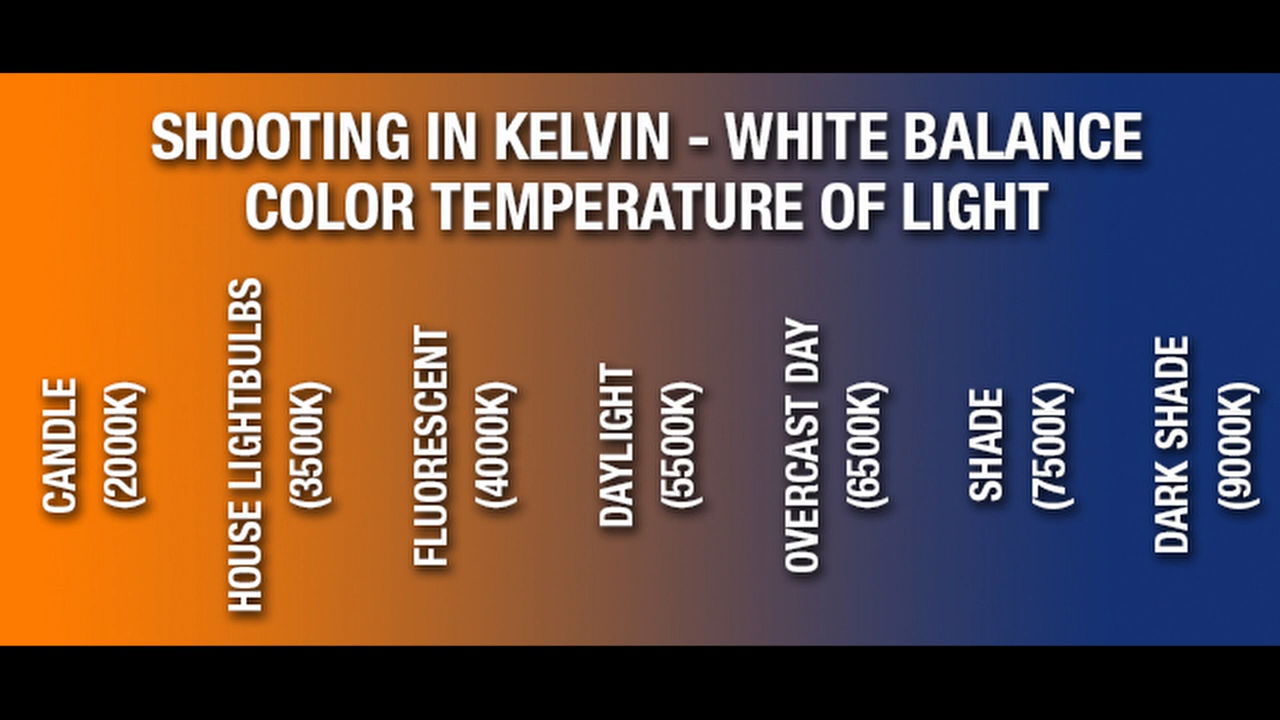 SHOOTING IN KELVIN - WHITE BALANCE
COLOR TEMPERATURE OF LIGHT
CANDLE
(2000K)
HOUSE LIGHTBULBS
(3500K)
FLUORESCENT
(4000K)
DAYLIGHT
(5500K)
OVERCAST DAY
(6500K)
SHADE
(7500K)
DARK SHADE
(9000K)